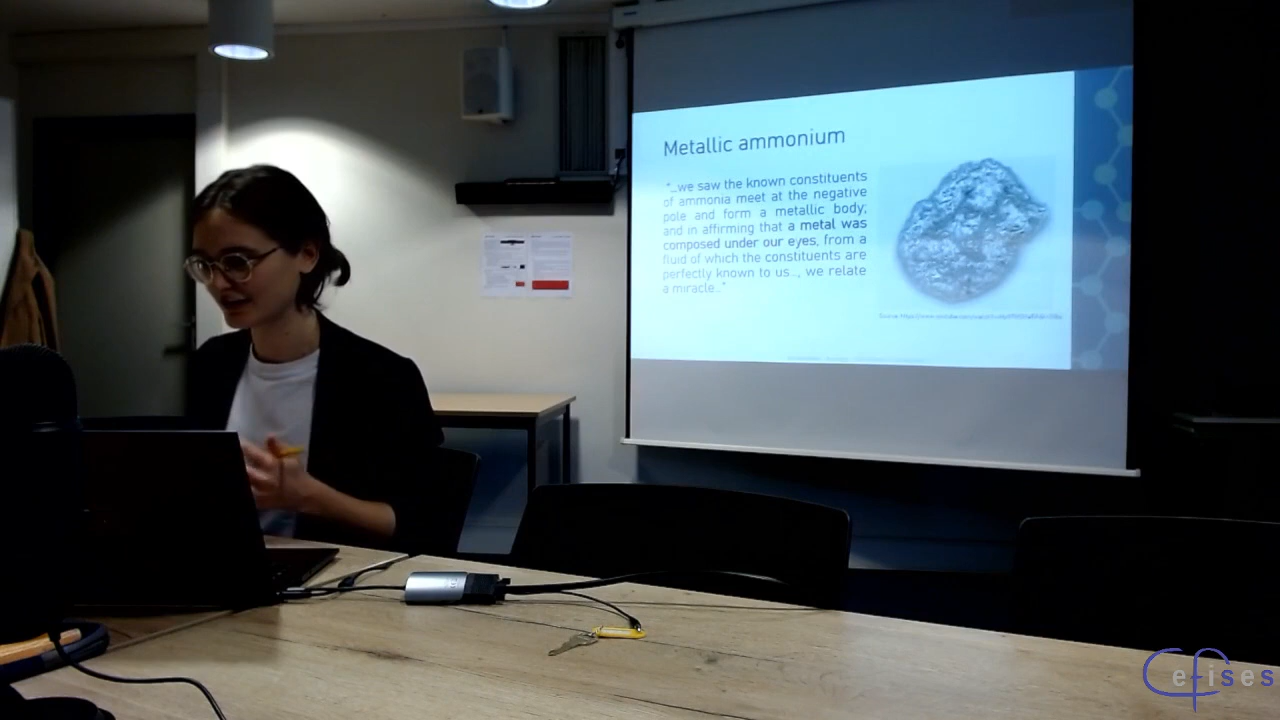 Metallic ammonium
"...we saw the known constituents
of ammonia meet at the negative
pole and form a metallic body;
and in affirming that a metal was
composed under our eyes, from a
fluid of which the constituents are
perfectly known to us..., we relate
a miracle..."
Cefises